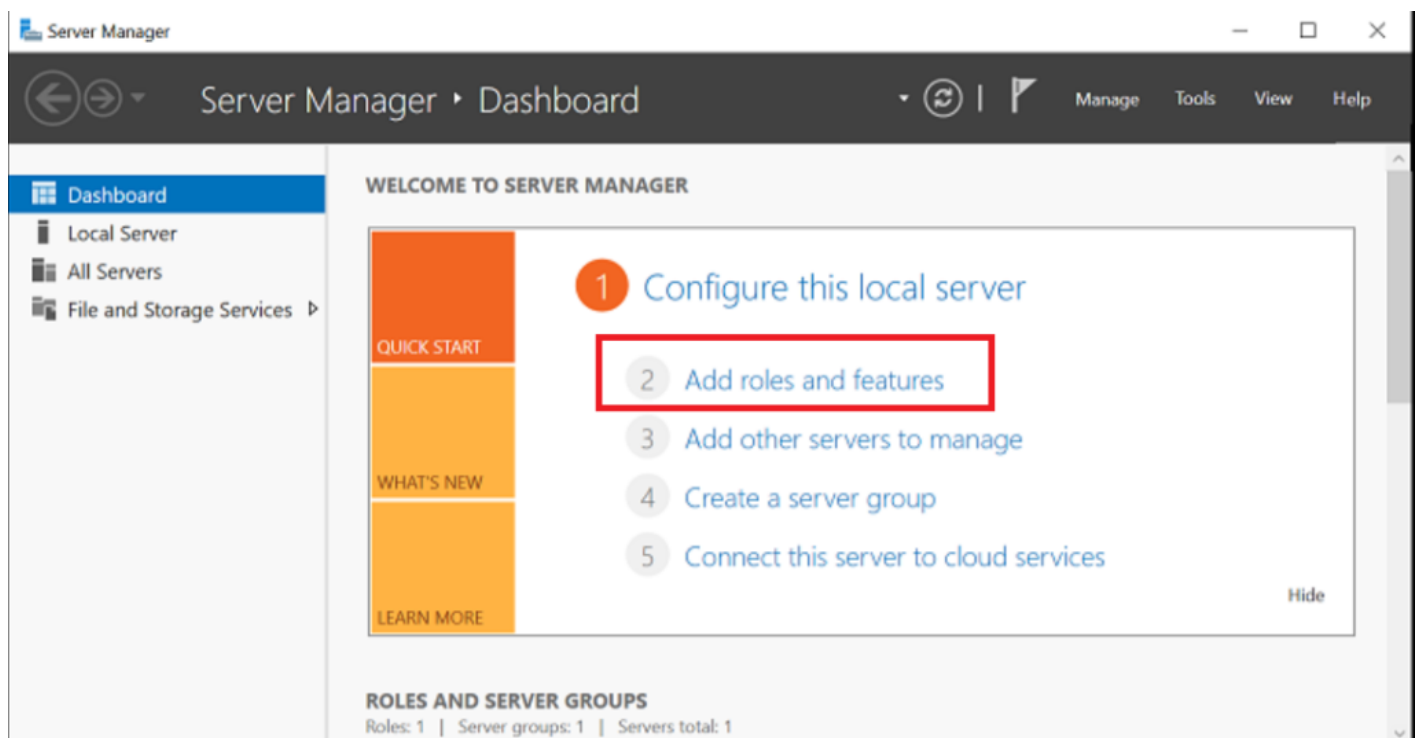 Server Manager
Server Manager ‣ Dashboard
Manage Tools View Help
Dashboard
Local Server
All Servers
File and Storage Services
WELCOME TO SERVER MANAGER
QUICK START
WHAT'S NEW
LEARN MORE
1 Configure this local server
2 Add roles and features
3 Add other servers to manage
4 Create a server group
5 Connect this server to cloud services
Hide
ROLES AND SERVER GROUPS
Roles: 1 | Server groups: 1 | Servers total: 1